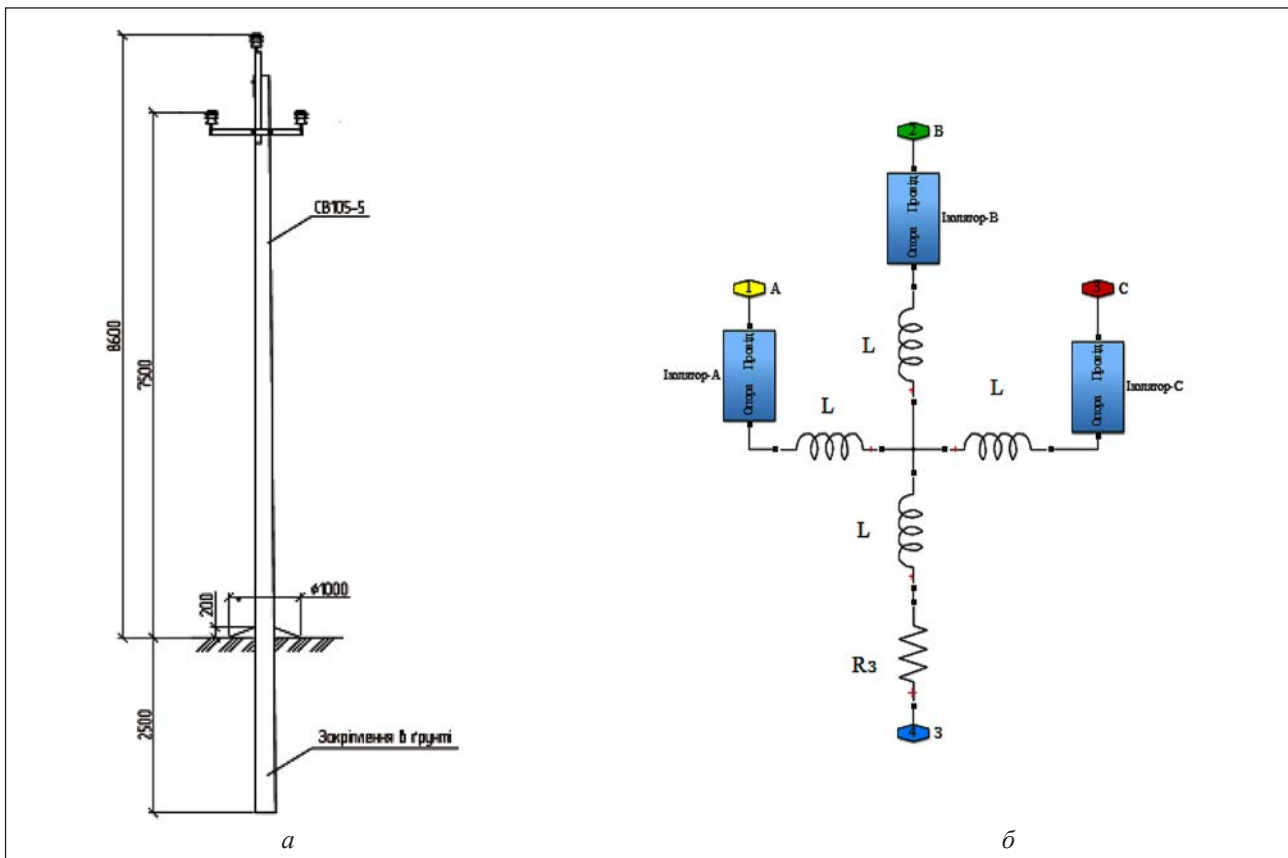 8600
7500
СВ105-5
200
ø1000
2500
Закріплення в ґрунті
а
2 В
Провід
Опора
Ізолятор-В
1 А
3 С
L
Провід
Опора
Ізолятор-А
L
L
Провід
Опора
Ізолятор-С
L
Rз
4 З
б